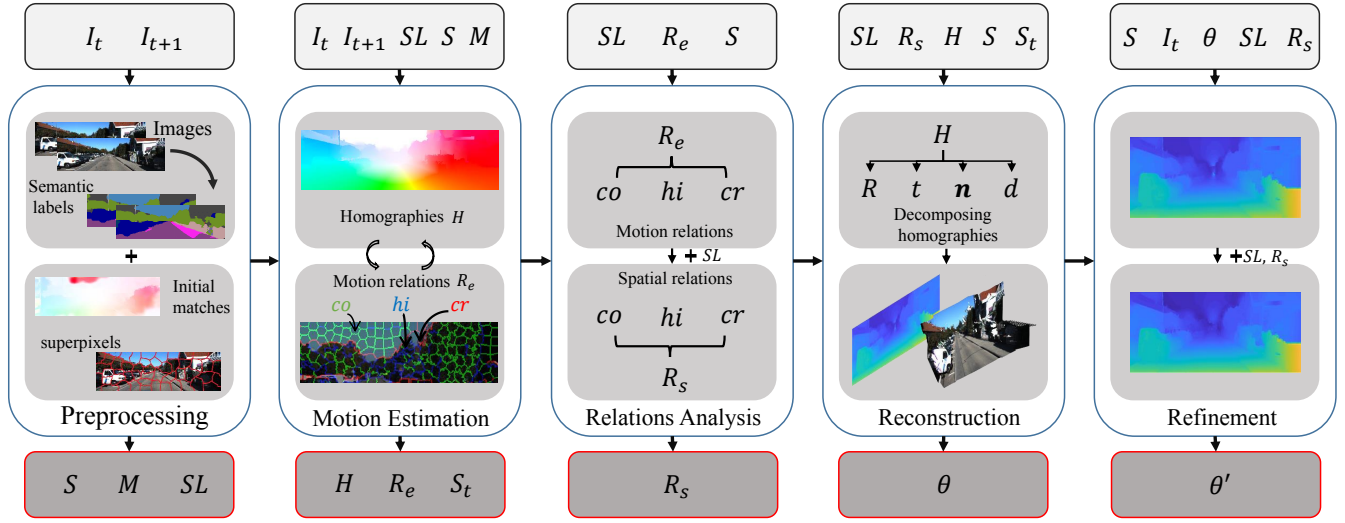 I_t I_{t+1}
I_t I_{t+1} SL S M
SL R_e S
SL R_s H S S_t
S I_t θ SL R_s
Images
Semantic
labels
+
Initial
matches
superpixels
Preprocessing
Homographies H
Motion relations R_e
co hi cr
Motion Estimation
R_e
co hi cr
Motion relations
+ SL
Spatial relations
co hi cr
R_s
Relations Analysis
H
R t n d
Decomposing
homographies
Reconstruction
+SL, R_s
Refinement
S M SL
H R_e S_t
R_s
θ
θ′